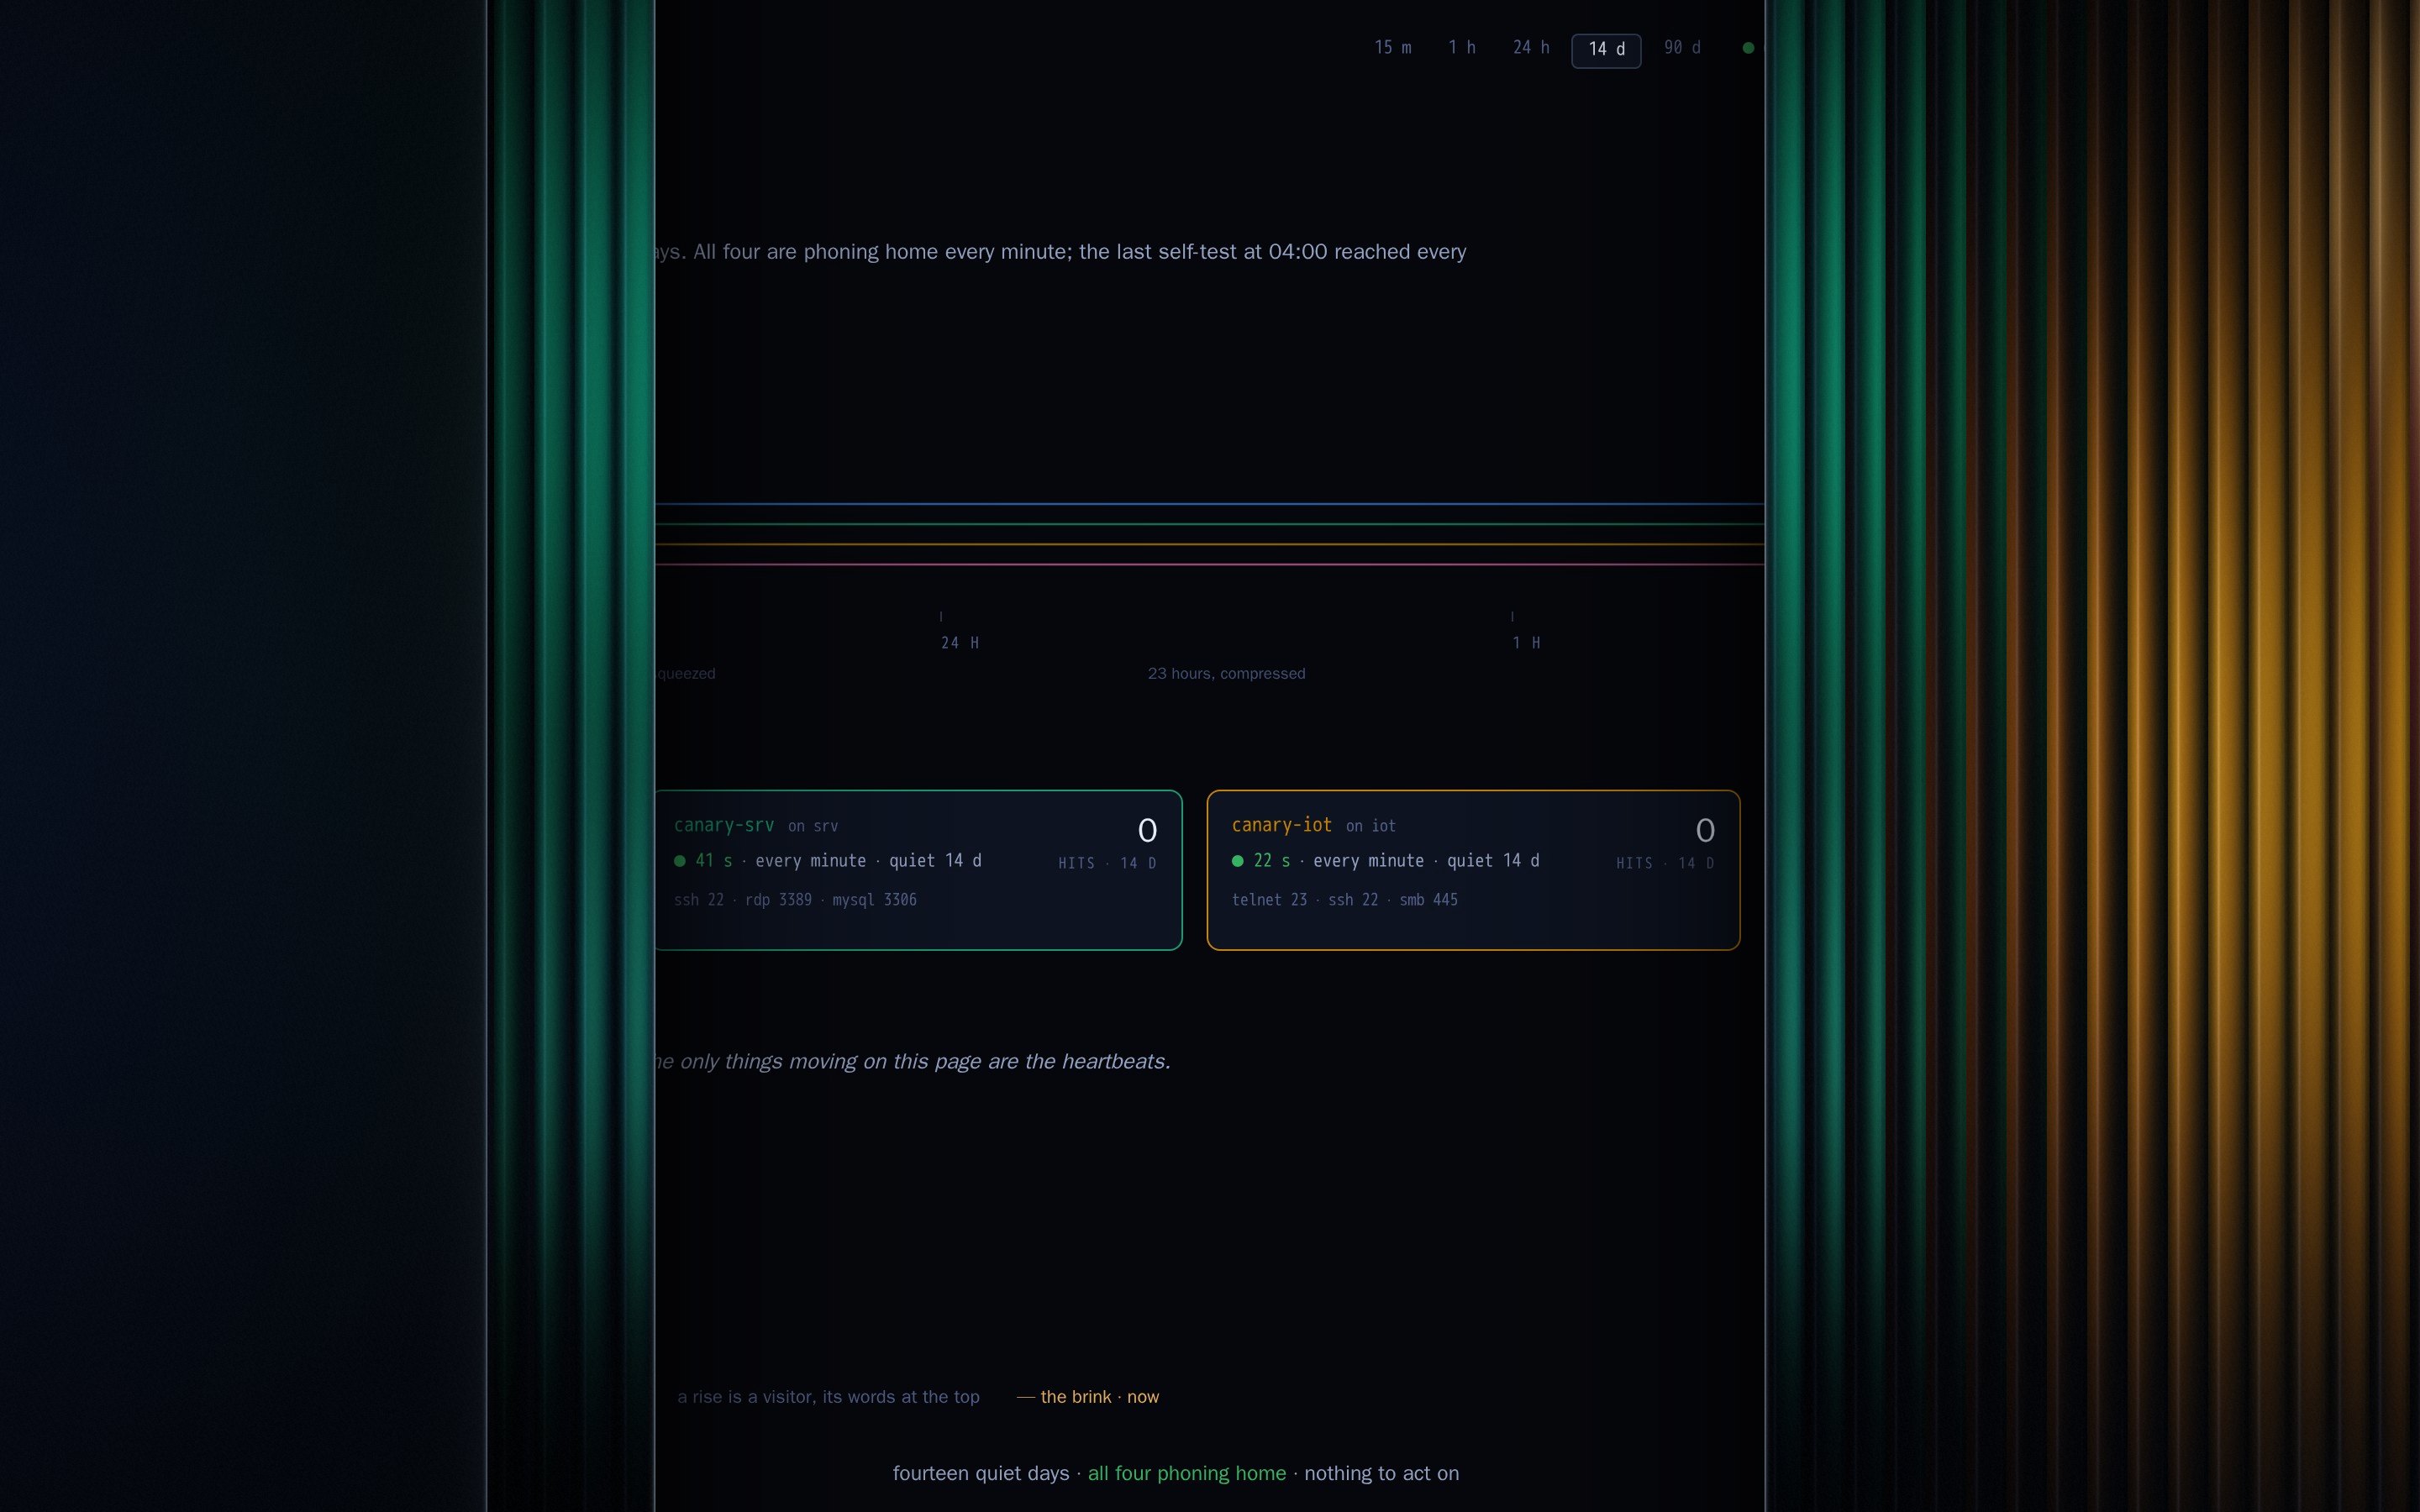 15 m 1 h 24 h 14 d 90 d
All four are phoning home every minute; the last self-test at 04:00 reached every
24 H 1 H
23 hours, compressed
canary-srv on srv 0
41 s · every minute · quiet 14 d HITS · 14 D
ssh 22 · rdp 3389 · mysql 3306
canary-iot on iot 0
22 s · every minute · quiet 14 d HITS · 14 D
telnet 23 · ssh 22 · smb 445
only things moving on this page are the heartbeats.
a rise is a visitor, its words at the top — the brink · now
fourteen quiet days · all four phoning home · nothing to act on